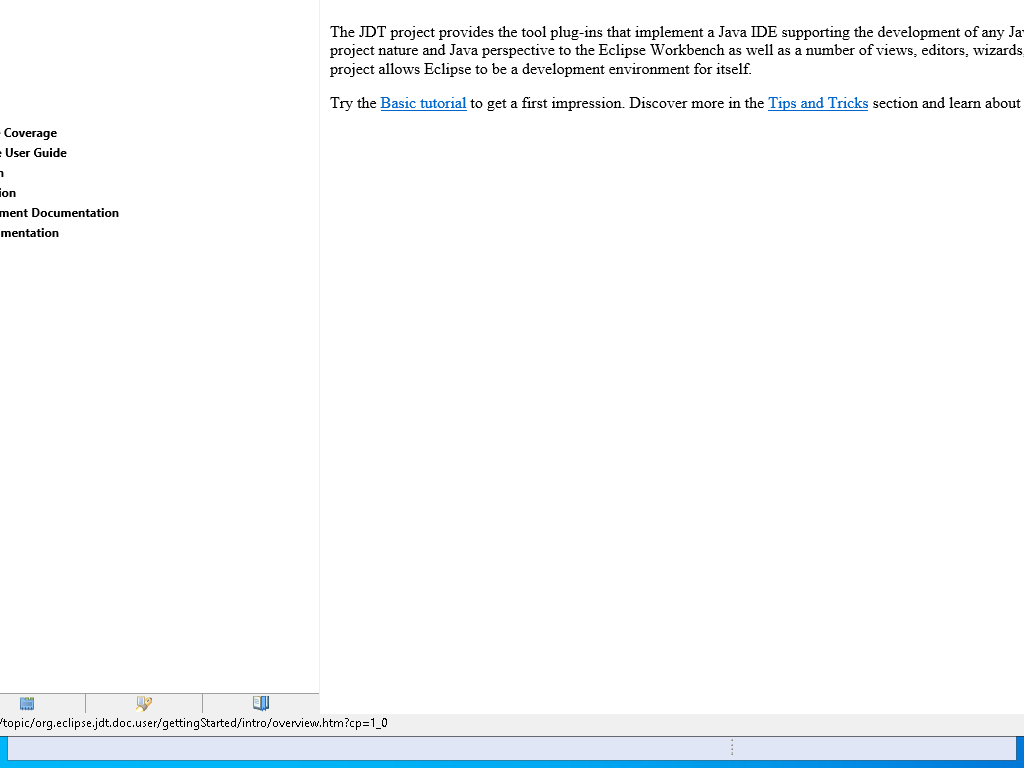 The JDT project provides the tool plug-ins that implement a Java IDE supporting the development of any
project nature and Java perspective to the Eclipse Workbench as well as a number of views, editors, wizards,
project allows Eclipse to be a development environment for itself.
Try the Basic tutorial to get a first impression. Discover more in the Tips and Tricks section and learn about
Coverage
User Guide
ion
ment Documentation
mentation
/topic/org.eclipse.jdt.doc.user/gettingStarted/intro/overview.htm?cp=1_0